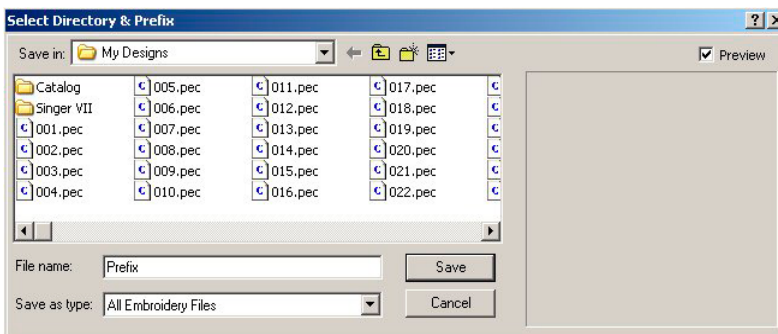 Select Directory & Prefix
Save in: My Designs
Preview
Catalog 005.pec 011.pec 017.pec
Singer VII 006.pec 012.pec 018.pec
001.pec 007.pec 013.pec 019.pec
002.pec 008.pec 014.pec 020.pec
003.pec 009.pec 015.pec 021.pec
004.pec 010.pec 016.pec 022.pec
File name: Prefix Save
Save as type: All Embroidery Files Cancel